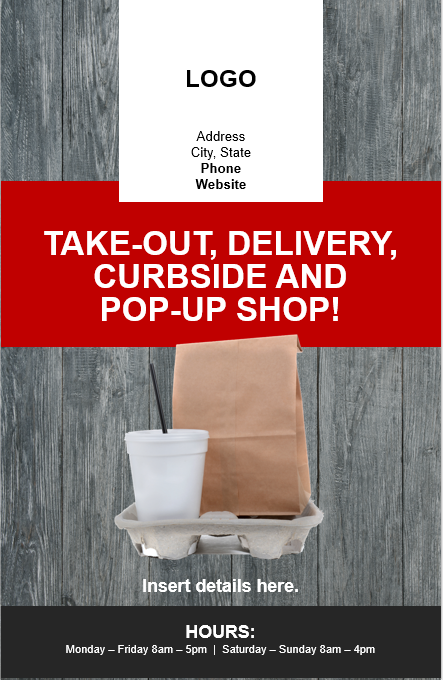 LOGO
Address
City, State
Phone
Website
TAKE-OUT, DELIVERY,
CURBSIDE AND
POP-UP SHOP!
Insert details here.
HOURS:
Monday – Friday 8am – 5pm | Saturday – Sunday 8am – 4pm